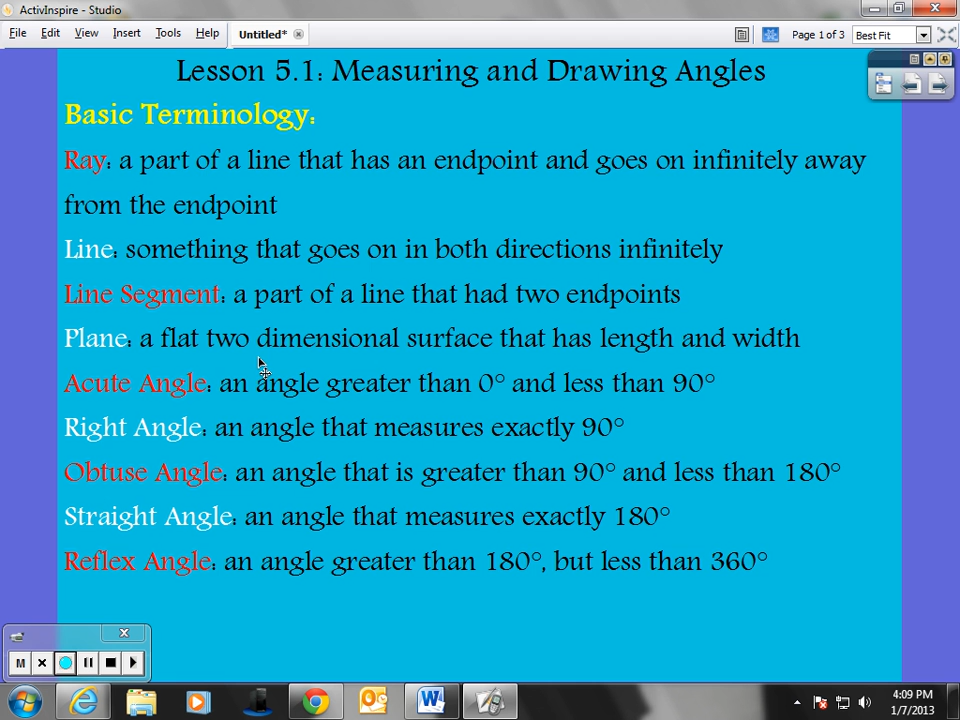 ActivInspire - Studio
File Edit View Insert Tools Help Untitled* Page 1 of 3 Best Fit
Lesson 5.1: Measuring and Drawing Angles
Basic Terminology:
Ray: a part of a line that has an endpoint and goes on infinitely away
from the endpoint
Line: something that goes on in both directions infinitely
Line Segment: a part of a line that had two endpoints
Plane: a flat two dimensional surface that has length and width
Acute Angle: an angle greater than 0° and less than 90°
Right Angle: an angle that measures exactly 90°
Obtuse Angle: an angle that is greater than 90° and less than 180°
Straight Angle: an angle that measures exactly 180°
Reflex Angle: an angle greater than 180°, but less than 360°
M
4:09 PM
1/7/2013